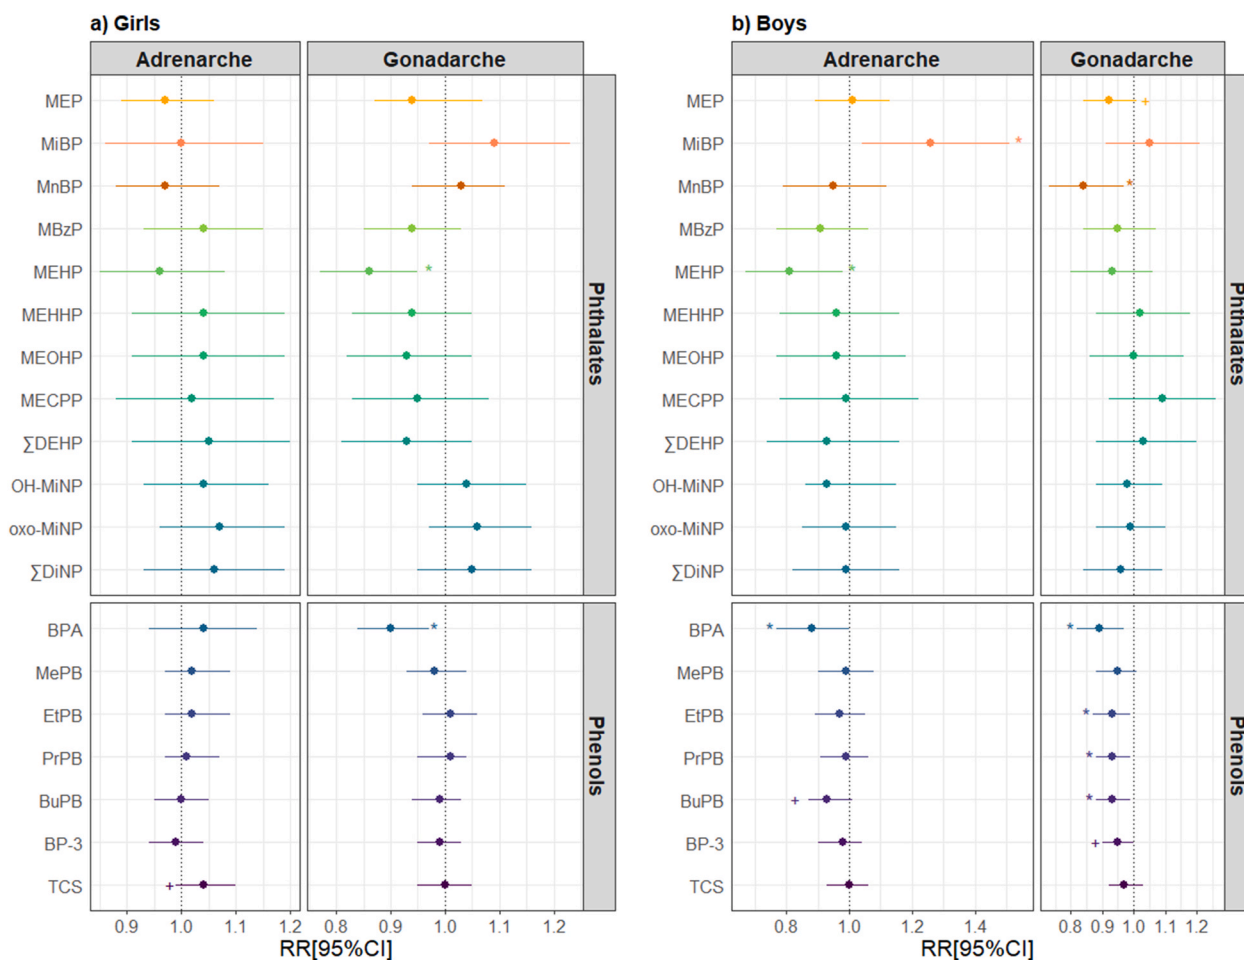 a) Girls
b) Boys
Adrenarche
Gonadarche
Adrenarche
Gonadarche
MEP
MiBP
MnBP
MBzP
MEHP
MEHHP
MEOHP
MECPP
∑DEHP
OH-MiNP
oxo-MiNP
∑DiNP
Phthalates
MEP
+
MiBP
*
MnBP
*
MBzP
MEHP
*
*
MEHHP
MEOHP
MECPP
∑DEHP
OH-MiNP
oxo-MiNP
∑DiNP
Phthalates
BPA
*
MePB
EtPB
PrPB
BuPB
BP-3
TCS
+
Phenols
BPA
*
*
MePB
EtPB
*
PrPB
*
BuPB
+
*
BP-3
+
TCS
Phenols
0.9 1.0 1.1 1.2
0.8 0.9 1.0 1.1 1.2
RR[95%CI]
0.8 1.0 1.2 1.4
0.8 0.9 1.0 1.1 1.2
RR[95%CI]